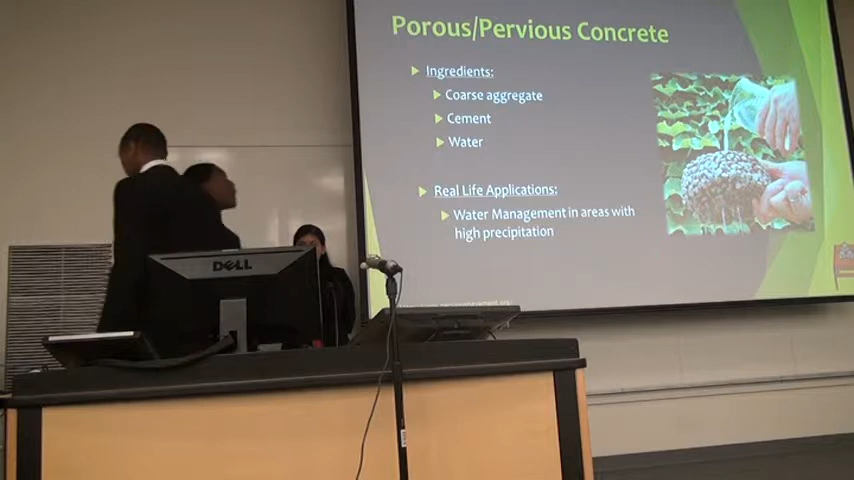 Porous/Pervious Concrete
Ingredients:
Coarse aggregate
Cement
Water
Real Life Applications:
Water Management in areas with
high precipitation
DELL